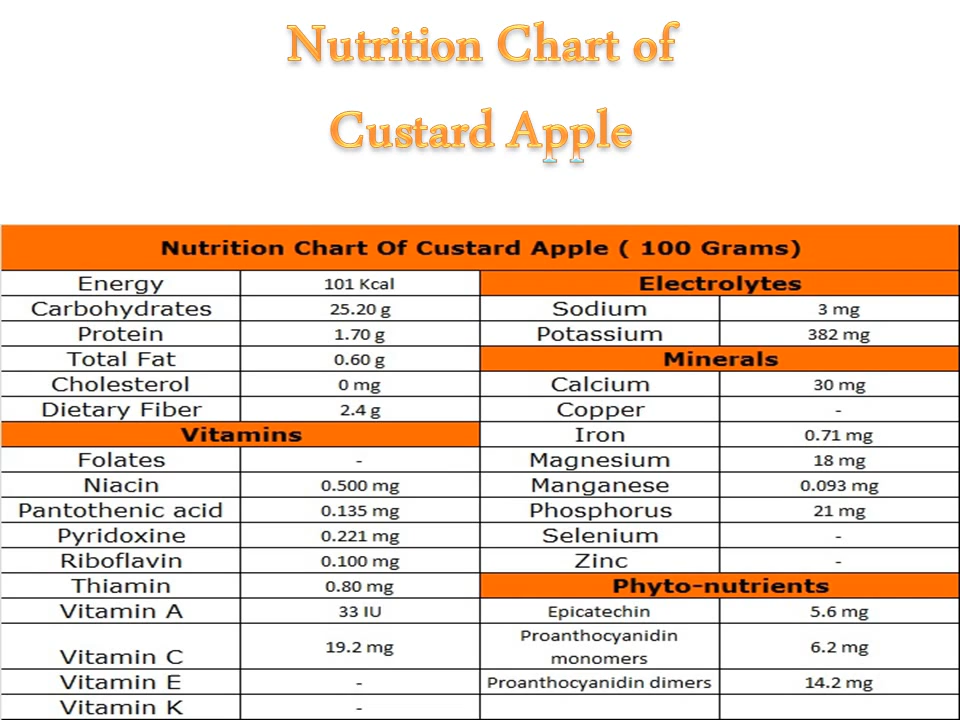 Nutrition Chart of
Custard Apple
Nutrition Chart Of Custard Apple ( 100 Grams)
Energy 101 Kcal Electrolytes
Carbohydrates 25.20 g Sodium 3 mg
Protein 1.70 g Potassium 382 mg
Total Fat 0.60 g Minerals
Cholesterol 0 mg Calcium 30 mg
Dietary Fiber 2.4 g Copper -
Vitamins Iron 0.71 mg
Folates - Magnesium 18 mg
Niacin 0.500 mg Manganese 0.093 mg
Pantothenic acid 0.135 mg Phosphorus 21 mg
Pyridoxine 0.221 mg Selenium -
Riboflavin 0.100 mg Zinc -
Thiamin 0.80 mg Phyto-nutrients
Vitamin A 33 IU Epicatechin 5.6 mg
Vitamin C 19.2 mg Proanthocyanidin
monomers 6.2 mg
Vitamin E - Proanthocyanidin dimers 14.2 mg
Vitamin K -